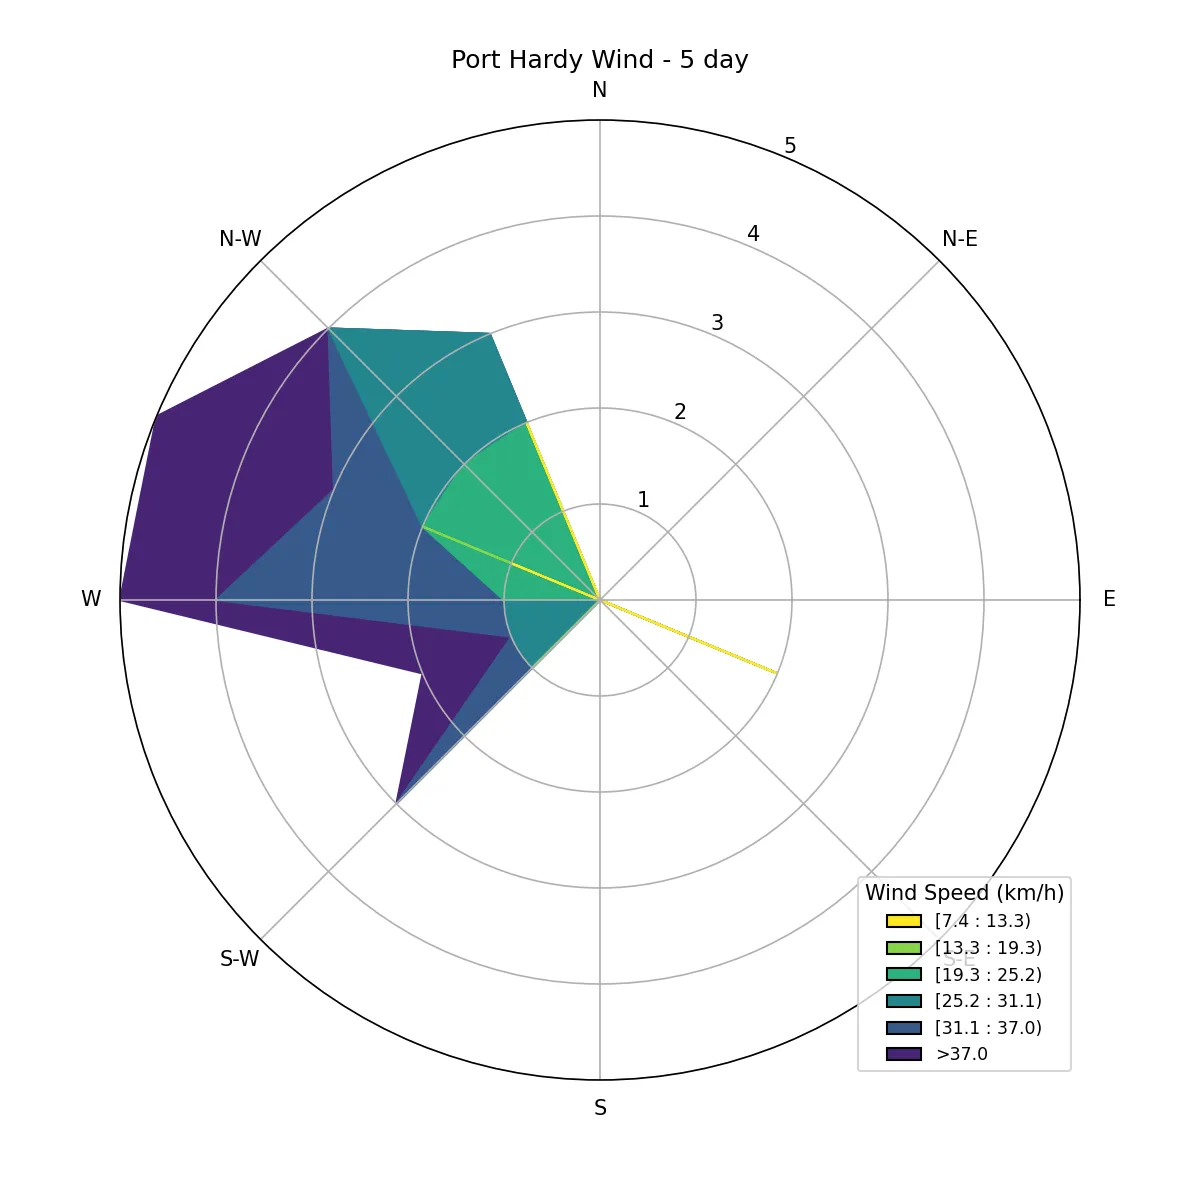 Port Hardy Wind - 5 day
N
5
N-W
N-E
4
3
2
1
W
E
S-W
S-E
Wind Speed (km/h)
[7.4 : 13.3)
[13.3 : 19.3)
[19.3 : 25.2)
[25.2 : 31.1)
[31.1 : 37.0)
>37.0
S